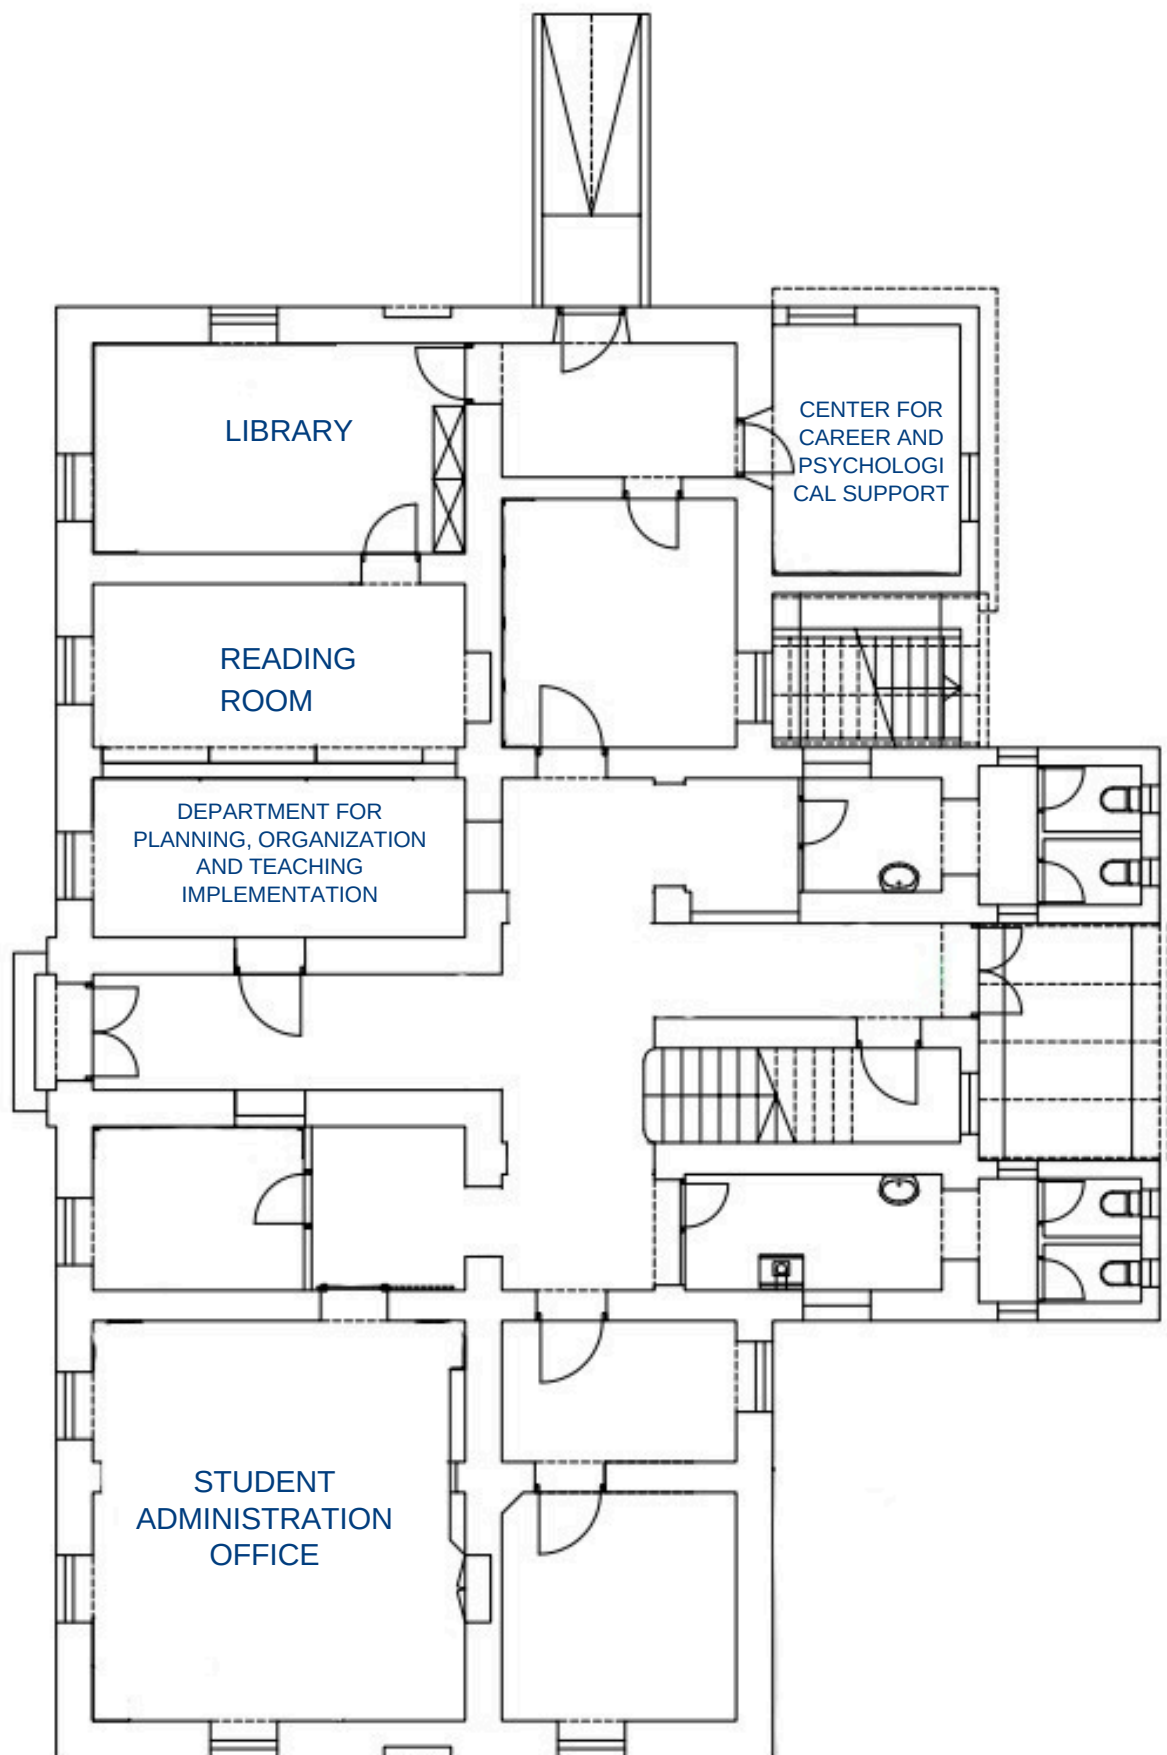 LIBRARY
CENTER FOR
CAREER AND
PSYCHOLOGI
CAL SUPPORT
READING
ROOM
DEPARTMENT FOR
PLANNING, ORGANIZATION
AND TEACHING
IMPLEMENTATION
STUDENT
ADMINISTRATION
OFFICE